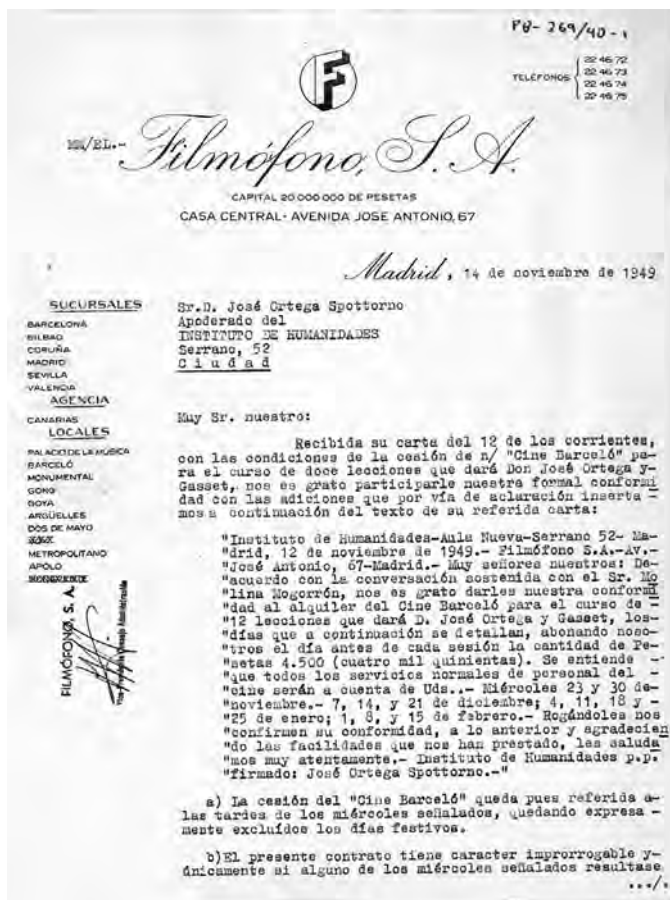 PB-269/40-1
TELÉFONOS
22 46 72
22 46 73
22 46 74
22 46 75
F
MM/EL.-
Filmófono, S. A.
CAPITAL 20 000 000 DE PESETAS
CASA CENTRAL - AVENIDA JOSE ANTONIO, 67
Madrid, 14 de noviembre de 1949
SUCURSALES
BARCELONA
BILBAO
CORUÑA
MADRID
SEVILLA
VALENCIA
AGENCIA
CANARIAS
LOCALES
PALACIO DE LA MÚSICA
BARCELÓ
MONUMENTAL
GONG
GOYA
ARGÜELLES
DOS DE MAYO
METROPOLITANO
APOLO
FILMÓFONO, S. A.
Sr.D. José Ortega Spottorno
Apoderado del
INSTITUTO DE HUMANIDADES
Serrano, 52
C i u d a d
Muy Sr. nuestro:
Recibida su carta del 12 de los corrientes,
con las condiciones de la cesión de n/ "Cine Barceló" pa-
ra el curso de doce lecciones que dará Don José Ortega y-
Gasset, nos es grato participarle nuestra formal conformi
dad con las adiciones que por vía de aclaración inserta -
mos a continuación del texto de su referida carta:
"Instituto de Humanidades-Aula Nueva-Serrano 52- Ma-
"drid, 12 de noviembre de 1949.- Filmófono S.A.-Av.-
"José Antonio, 67-Madrid.- Muy señores nuestros: De-
"acuerdo con la conversación sostenida con el Sr. Mo
"lina Mogorrón, nos es grato darles nuestra conformi
"dad al alquiler del Cine Barceló para el curso de -
"12 lecciones que dará D. José Ortega y Gasset, los-
"días que a continuación se detallan, abonando noso-
"tros el día antes de cada sesión la cantidad de Pe-
"setas 4.500 (cuatro mil quinientas). Se entiende -
"que todos los servicios normales de personal del -
"cine serán a cuenta de Uds..- Miércoles 23 y 30 de-
"noviembre.- 7, 14, y 21 de diciembre; 4, 11, 18 y -
"25 de enero; 1, 8, y 15 de febrero.- Rogándoles nos
"confirmen su conformidad, a lo anterior y agradecien
"do las facilidades que nos han prestado, les saluda
"mos muy atentamente.- Instituto de Humanidades p.p.
"firmado: José Ortega Spottorno.-"
a) La cesión del "Cine Barceló" queda pues referida a-
las tardes de los miércoles señalados, quedando expresa -
mente excluídos los días festivos.
b)El presente contrato tiene caracter improrrogable y-
únicamente si alguno de los miércoles señalados resultase
.../.